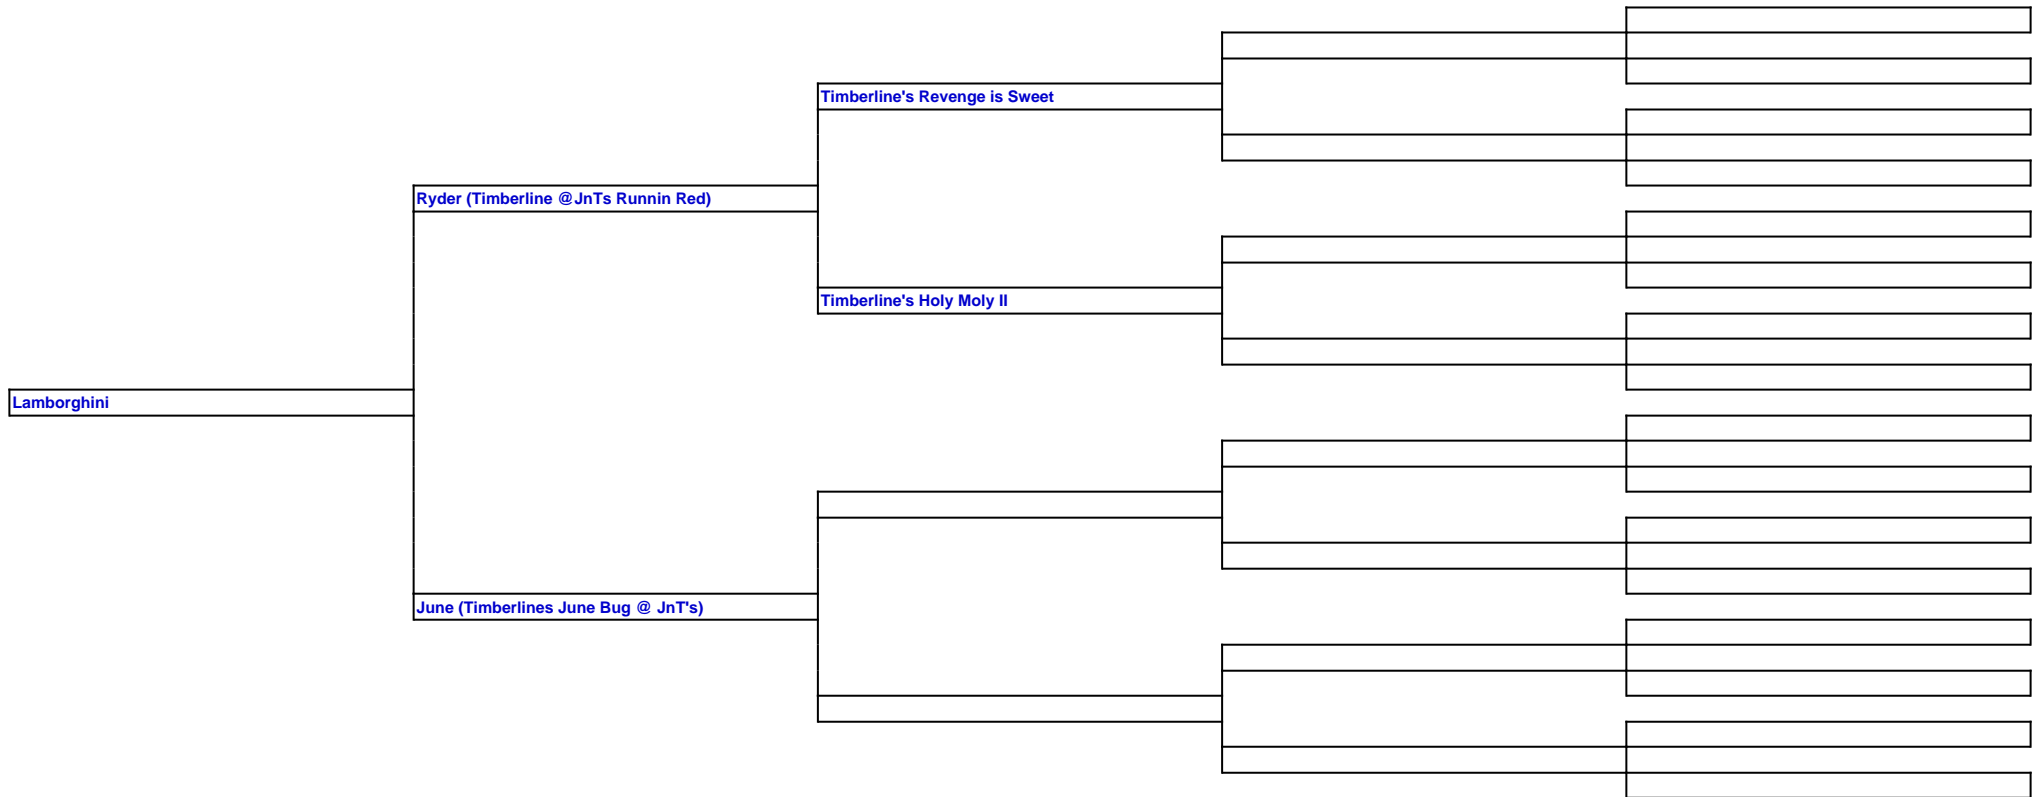 Timberline's Revenge is Sweet
Ryder (Timberline @JnTs Runnin Red)
Timberline's Holy Moly II
Lamborghini
June (Timberlines June Bug @ JnT's)